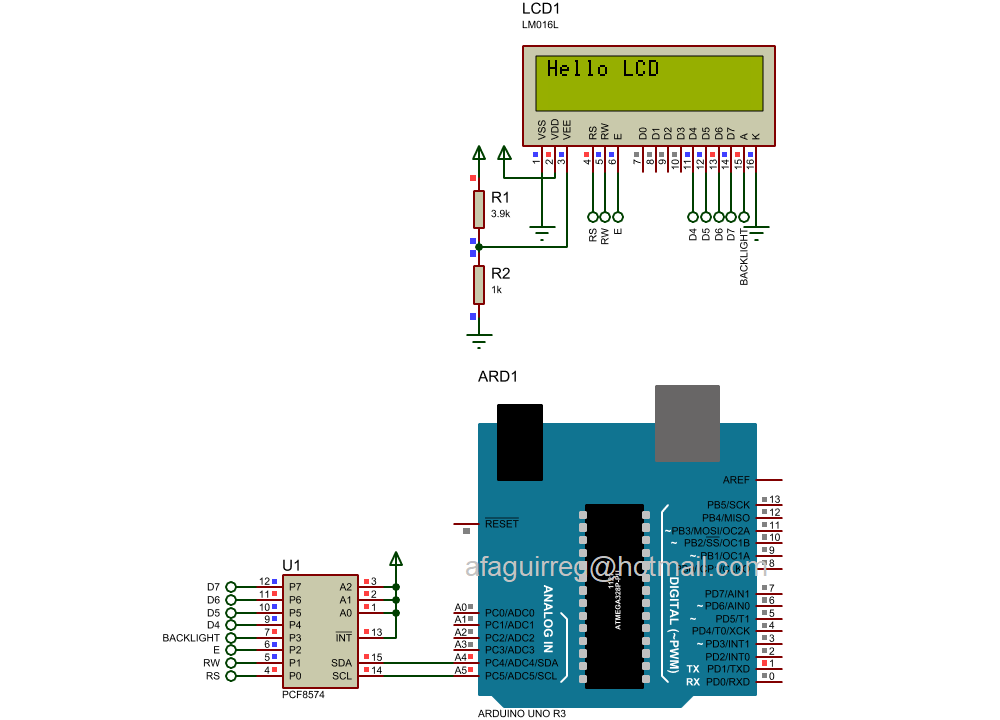 LCD1
LM016L
Hello LCD
VSS VDD VEE RS RW E D0 D1 D2 D3 D4 D5 D6 D7 A K
1 2 3 4 5 6 7 8 9 10 11 12 13 14 15 16
R1
3.9k
RS RW E D4 D5 D6 D7 BACKLIGHT
R2
1k
ARD1
AREF
RESET
PB5/SCK 13
PB4/MISO 12
~PB3/MOSI/OC2A 11
~ PB2/SS/OC1B 10
~ PB1/OC1A 9
8
afaguirreg@hotmail.com
ATMEGA328P-PU
ANALOG IN
DIGITAL (~PWM)
PD7/AIN1 7
~ PD6/AIN0 6
~ PD5/T1 5
PD4/T0/XCK 4
~ PD3/INT1 3
PD2/INT0 2
TX PD1/TXD 1
RX PD0/RXD 0
A0 PC0/ADC0
A1 PC1/ADC1
A2 PC2/ADC2
A3 PC3/ADC3
A4 PC4/ADC4/SDA
A5 PC5/ADC5/SCL
ARDUINO UNO R3
U1
D7 12 P7 A2 3
D6 11 P6 A1 2
D5 10 P5 A0 1
D4 9 P4
BACKLIGHT 7 P3 INT 13
E 6 P2
RW 5 P1 SDA 15
RS 4 P0 SCL 14
PCF8574